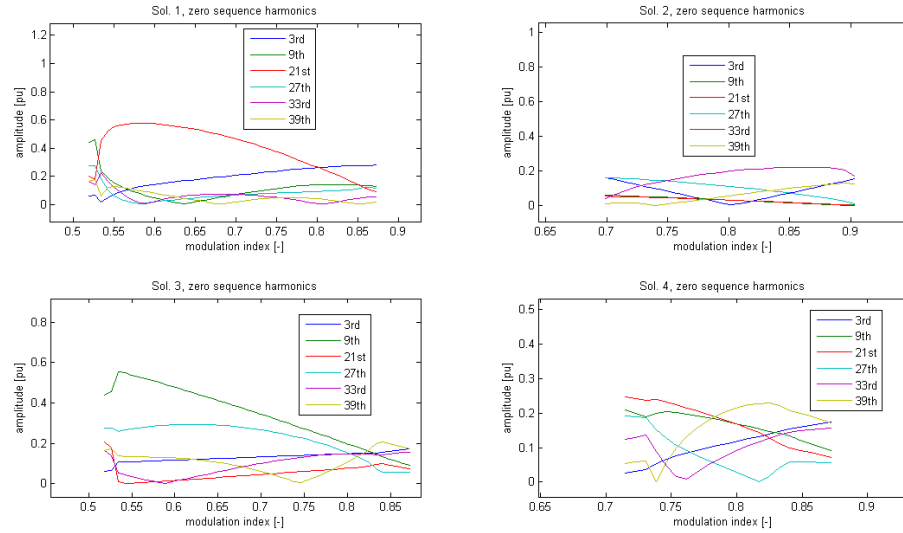 Sol. 1, zero sequence harmonics
amplitude [pu]
1.2
1
0.8
0.6
0.4
0.2
0
3rd
9th
21st
27th
33rd
39th
0.5 0.55 0.6 0.65 0.7 0.75 0.8 0.85 0.9
modulation index [-]
Sol. 2, zero sequence harmonics
amplitude [pu]
1
0.8
0.6
0.4
0.2
0
3rd
9th
21st
27th
33rd
39th
0.65 0.7 0.75 0.8 0.85 0.9
modulation index [-]
Sol. 3, zero sequence harmonics
amplitude [pu]
0.8
0.6
0.4
0.2
0
3rd
9th
21st
27th
33rd
39th
0.5 0.55 0.6 0.65 0.7 0.75 0.8 0.85
modulation index [-]
Sol. 4, zero sequence harmonics
amplitude [pu]
0.5
0.4
0.3
0.2
0.1
0
3rd
9th
21st
27th
33rd
39th
0.65 0.7 0.75 0.8 0.85 0.9
modulation index [-]